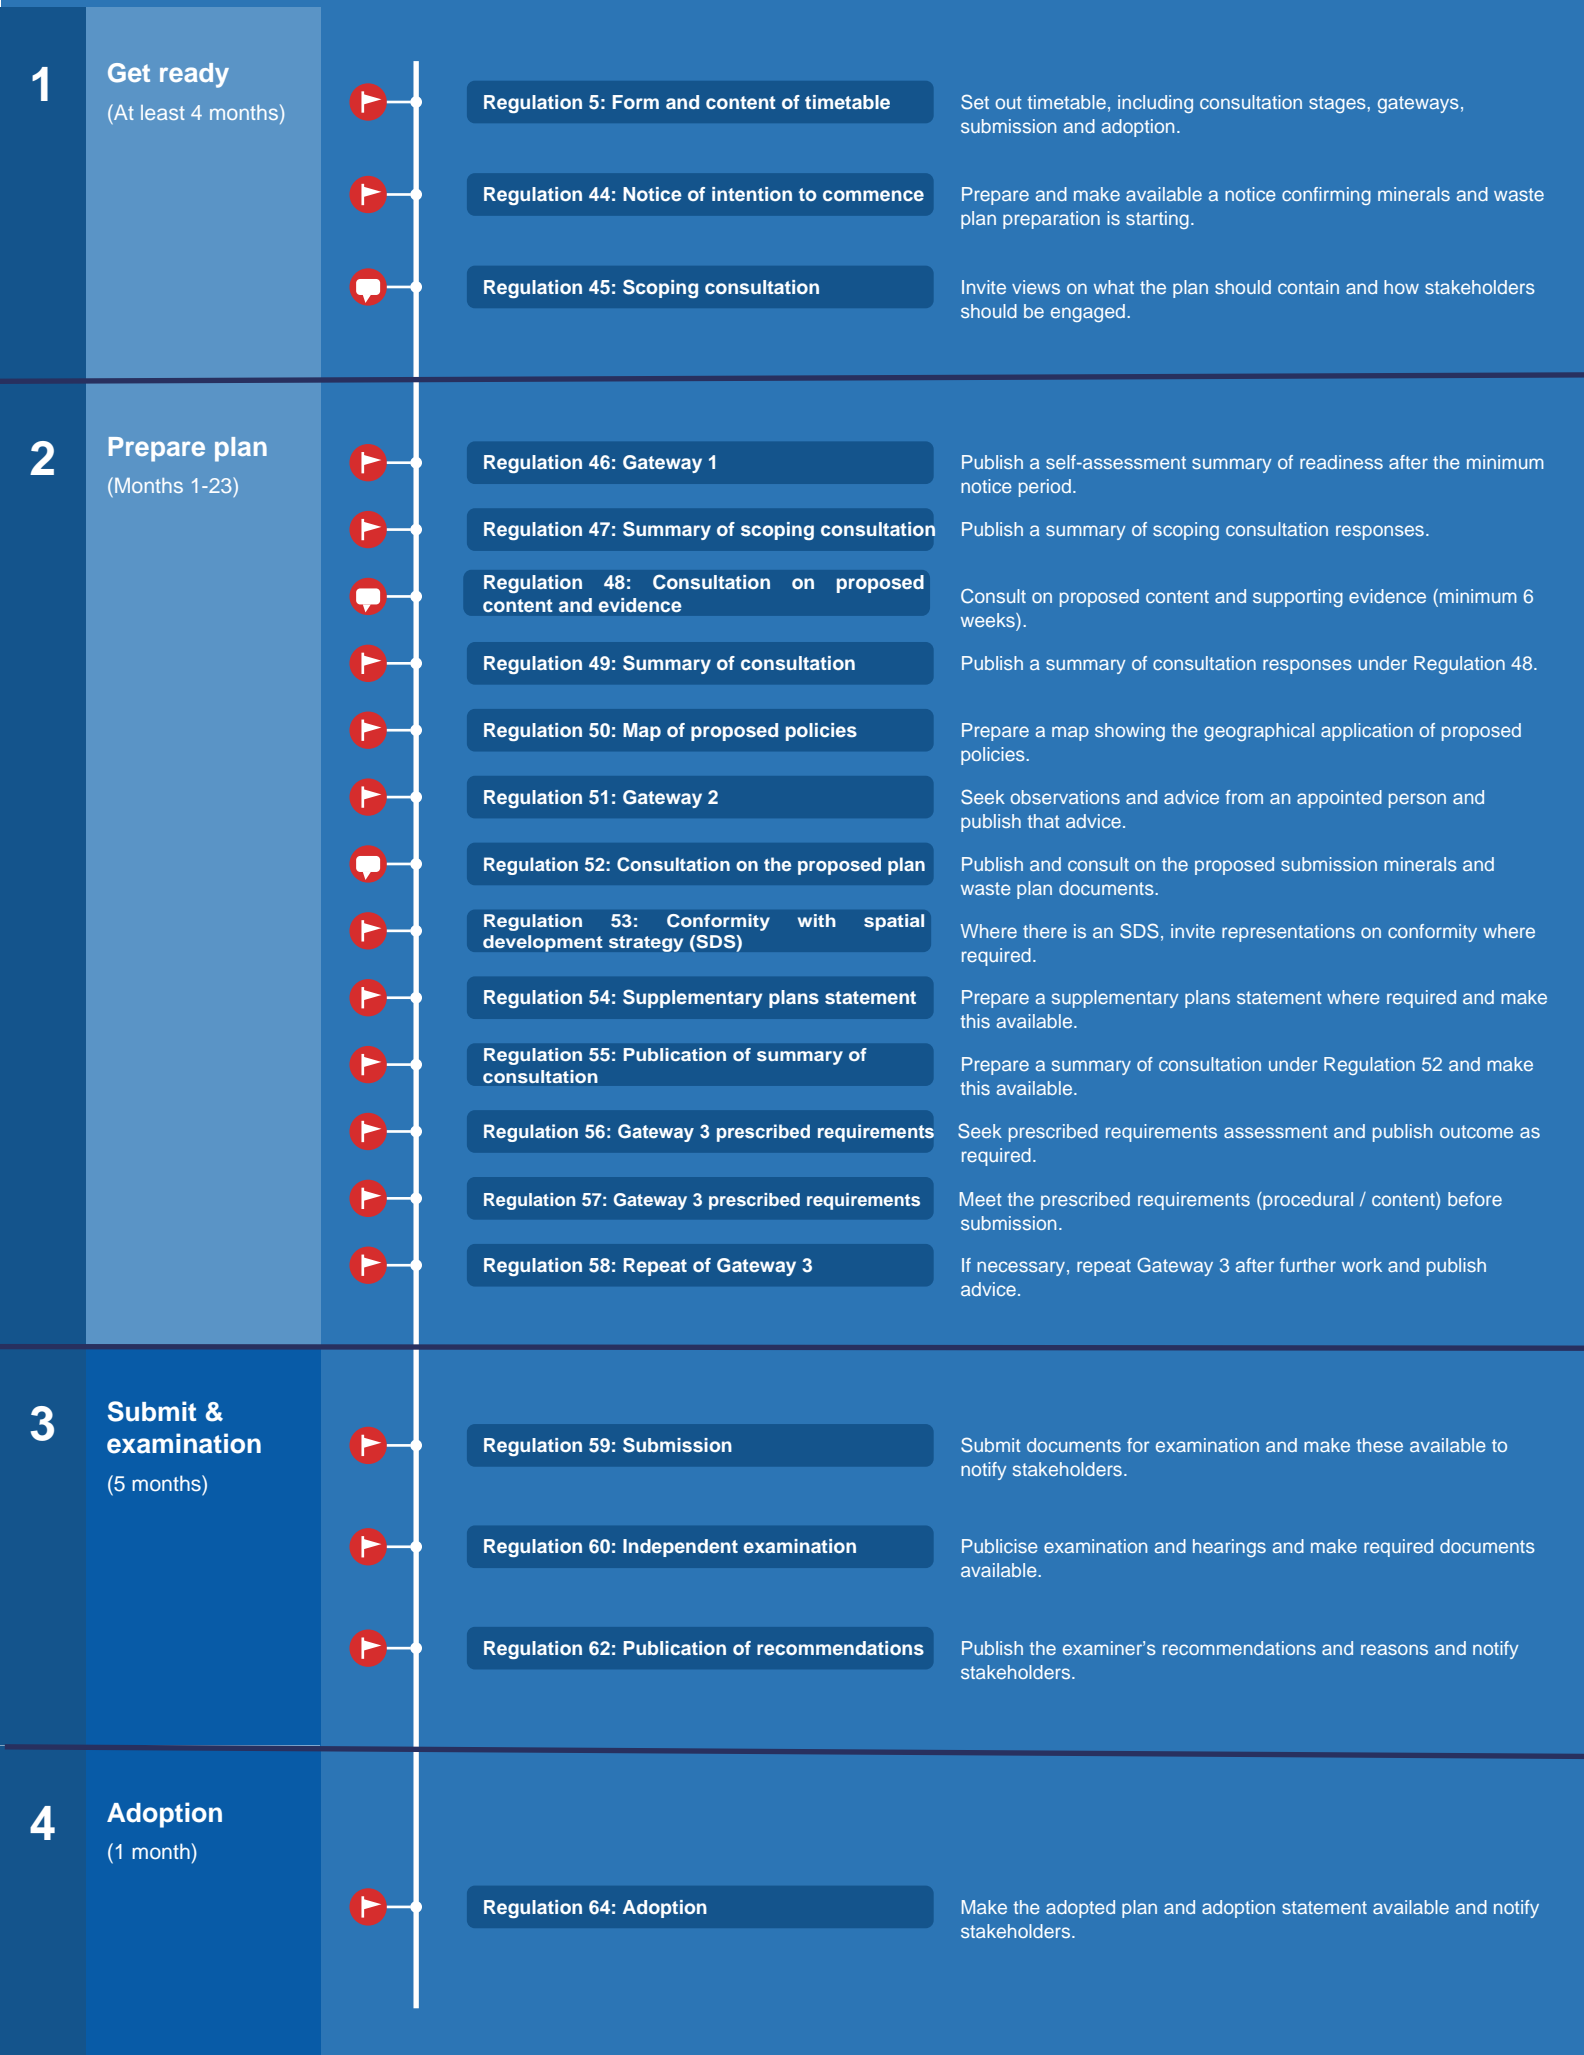 1
Get ready
(At least 4 months)
Regulation 5: Form and content of timetable
Set out timetable, including consultation stages, gateways,
submission and adoption.
Regulation 44: Notice of intention to commence
Prepare and make available a notice confirming minerals and waste
plan preparation is starting.
Regulation 45: Scoping consultation
Invite views on what the plan should contain and how stakeholders
should be engaged.
2
Prepare plan
(Months 1-23)
Regulation 46: Gateway 1
Publish a self-assessment summary of readiness after the minimum
notice period.
Regulation 47: Summary of scoping consultation
Publish a summary of scoping consultation responses.
Regulation 48: Consultation on proposed
content and evidence
Consult on proposed content and supporting evidence (minimum 6
weeks).
Regulation 49: Summary of consultation
Publish a summary of consultation responses under Regulation 48.
Regulation 50: Map of proposed policies
Prepare a map showing the geographical application of proposed
policies.
Regulation 51: Gateway 2
Seek observations and advice from an appointed person and
publish that advice.
Regulation 52: Consultation on the proposed plan
Publish and consult on the proposed submission minerals and
waste plan documents.
Regulation 53: Conformity with spatial
development strategy (SDS)
Where there is an SDS, invite representations on conformity where
required.
Regulation 54: Supplementary plans statement
Prepare a supplementary plans statement where required and make
this available.
Regulation 55: Publication of summary of
consultation
Prepare a summary of consultation under Regulation 52 and make
this available.
Regulation 56: Gateway 3 prescribed requirements
Seek prescribed requirements assessment and publish outcome as
required.
Regulation 57: Gateway 3 prescribed requirements
Meet the prescribed requirements (procedural / content) before
submission.
Regulation 58: Repeat of Gateway 3
If necessary, repeat Gateway 3 after further work and publish
advice.
3
Submit &
examination
(5 months)
Regulation 59: Submission
Submit documents for examination and make these available to
notify stakeholders.
Regulation 60: Independent examination
Publicise examination and hearings and make required documents
available.
Regulation 62: Publication of recommendations
Publish the examiner's recommendations and reasons and notify
stakeholders.
4
Adoption
(1 month)
Regulation 64: Adoption
Make the adopted plan and adoption statement available and notify
stakeholders.